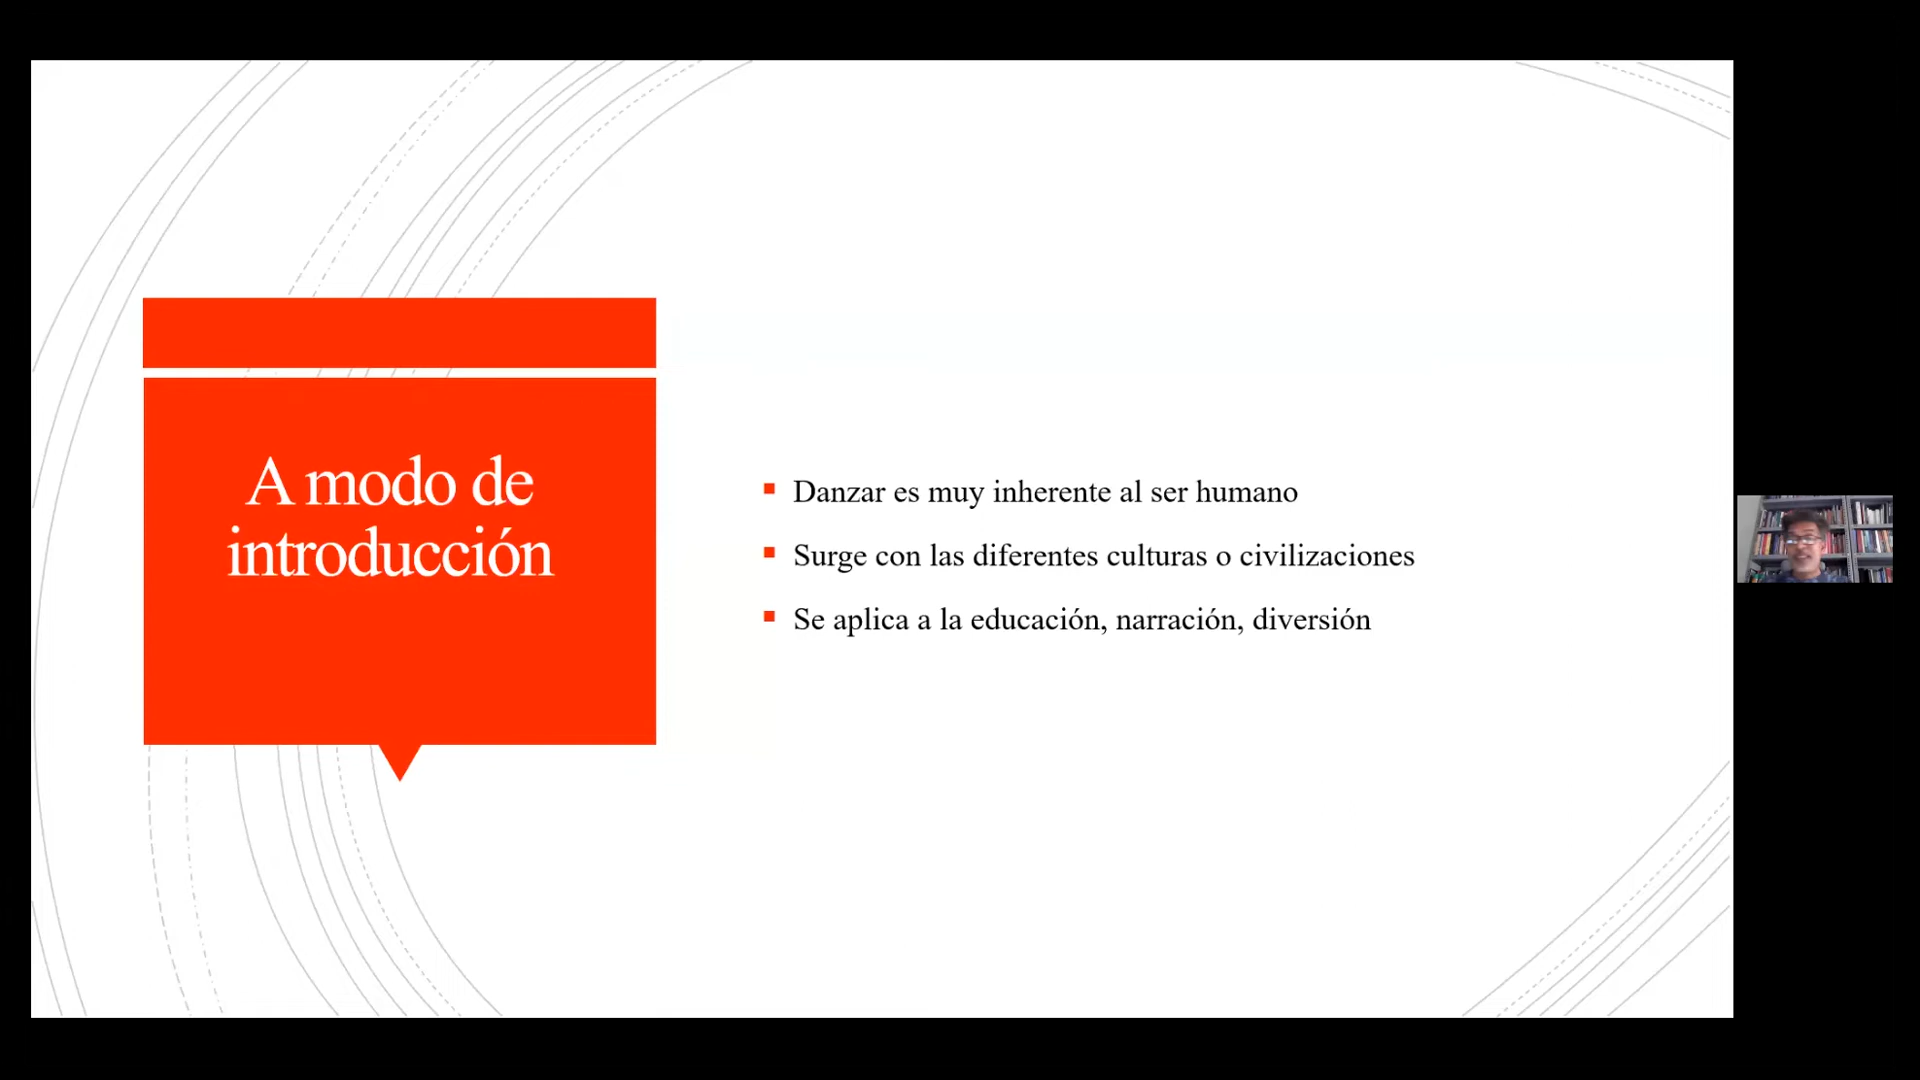 A modo de
introducción
Danzar es muy inherente al ser humano
Surge con las diferentes culturas o civilizaciones
Se aplica a la educación, narración, diversión